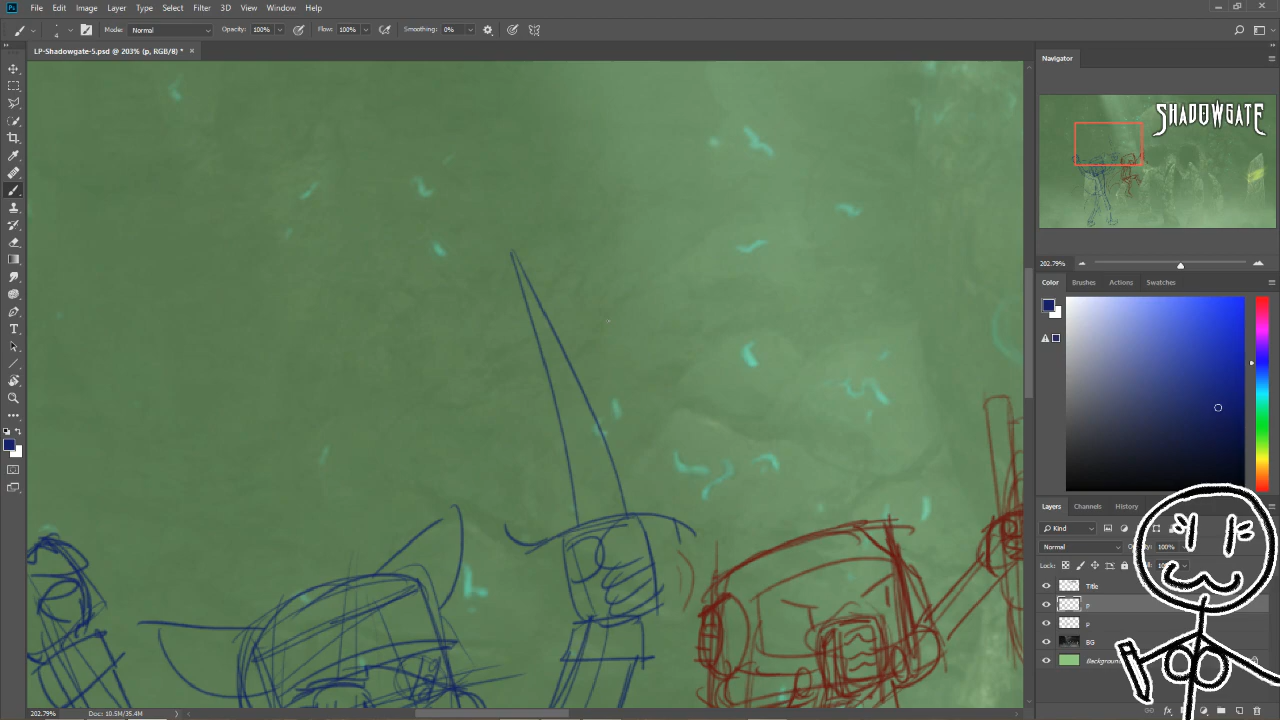 File Edit Image Layer Type Select Filter 3D View Window Help
Mode: Normal Opacity: 100% Flow: 100% Smoothing: 0%
LP-Shadowgate-5.psd @ 203% (p, RGB/8) *
Navigator
SHADOWGATE
202.79%
Color Brushes Actions Swatches
Layers Channels History
Kind
Normal 100%
Lock:
Title
p
p
BG
Background
202.79% Doc: 10.5M/35.4M